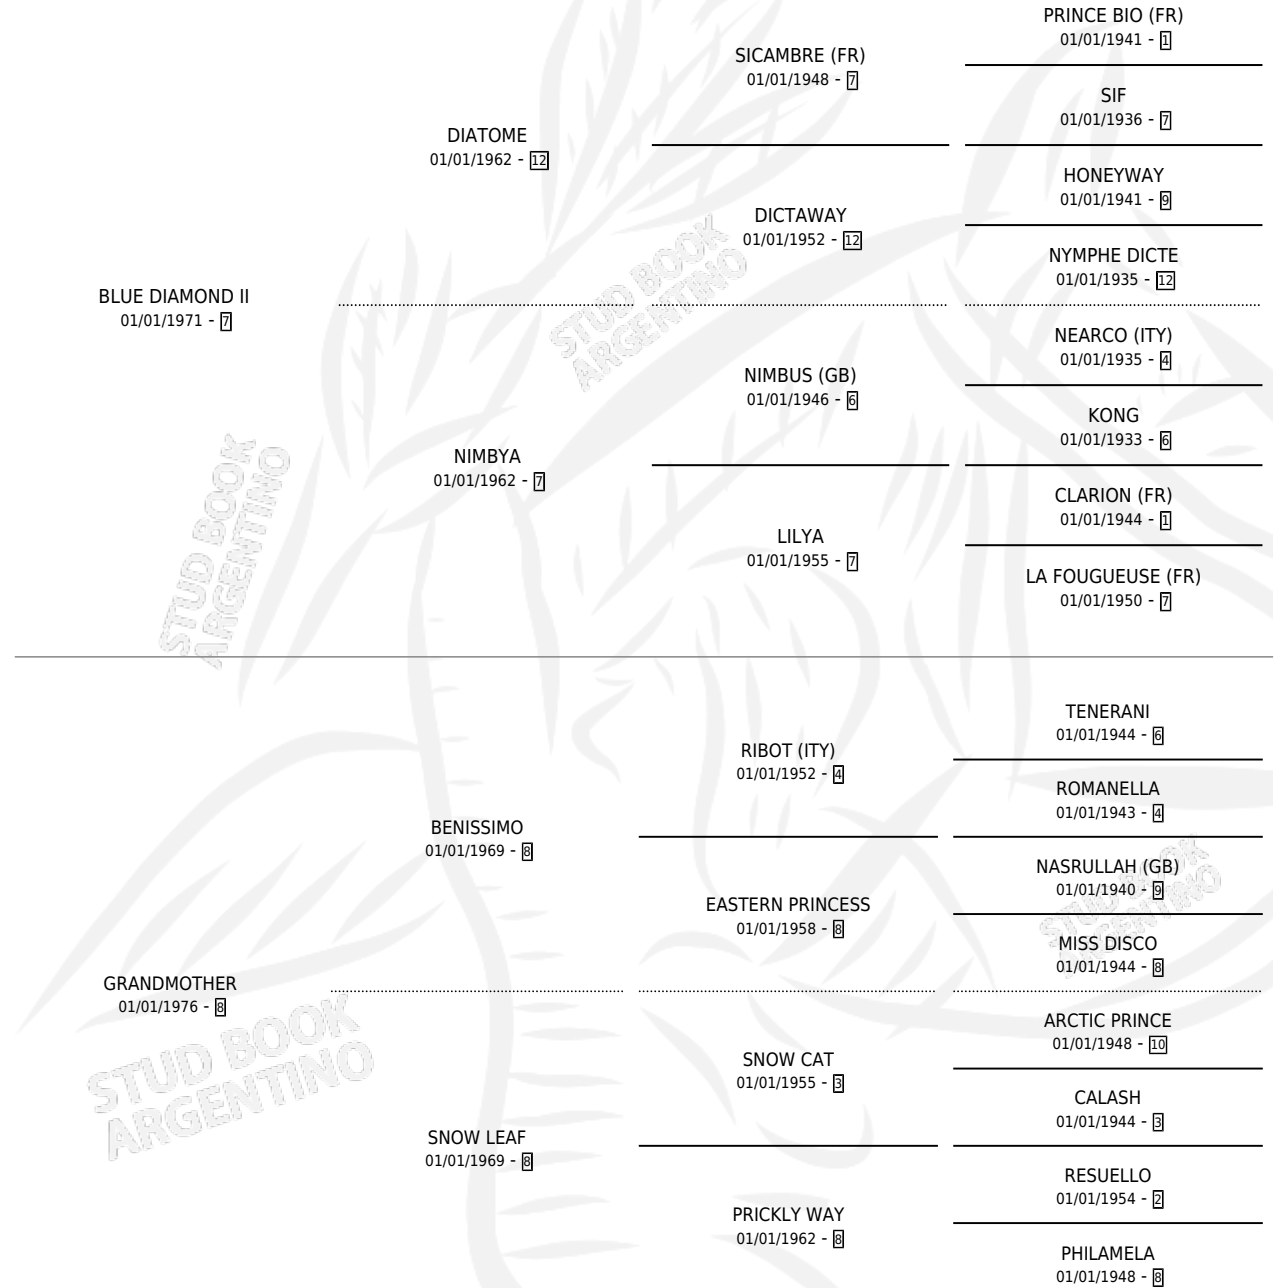 PRINCE BIO (FR)
01/01/1941 - 1
SICAMBRE (FR)
01/01/1948 - 7
SIF
01/01/1936 - 7
DIATOME
01/01/1962 - 12
HONEYWAY
01/01/1941 - 9
DICTAWAY
01/01/1952 - 12
NYMPHE DICTE
01/01/1935 - 12
BLUE DIAMOND II
01/01/1971 - 7
STUD BOOK
ARGENTINO
NEARCO (ITY)
01/01/1935 - 4
NIMBUS (GB)
01/01/1946 - 6
KONG
01/01/1933 - 6
NIMBYA
01/01/1962 - 7
CLARION (FR)
01/01/1944 - 1
LILYA
01/01/1955 - 7
LA FOUGUEUSE (FR)
01/01/1950 - 7
STUD BOOK
ARGENTINO
TENERANI
01/01/1944 - 6
RIBOT (ITY)
01/01/1952 - 4
ROMANELLA
01/01/1943 - 4
BENISSIMO
01/01/1969 - 8
NASRULLAH (GB)
01/01/1940 - 9
EASTERN PRINCESS
01/01/1958 - 8
STUD BOOK
ARGENTINO
MISS DISCO
01/01/1944 - 8
GRANDMOTHER
01/01/1976 - 8
ARCTIC PRINCE
01/01/1948 - 10
SNOW CAT
01/01/1955 - 3
STUD BOOK
ARGENTINO
CALASH
01/01/1944 - 3
SNOW LEAF
01/01/1969 - 8
RESUELLO
01/01/1954 - 2
PRICKLY WAY
01/01/1962 - 8
PHILAMELA
01/01/1948 - 8